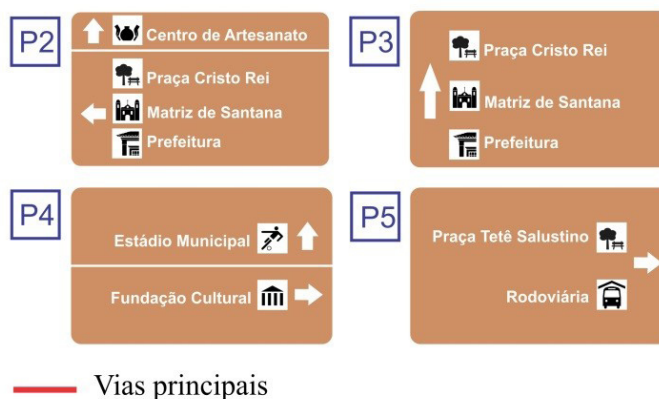 P2
Centro de Artesanato
Praça Cristo Rei
Matriz de Santana
Prefeitura
P3
Praça Cristo Rei
Matriz de Santana
Prefeitura
P4
Estádio Municipal
Fundação Cultural
P5
Praça Tetê Salustino
Rodoviária
Vias principais